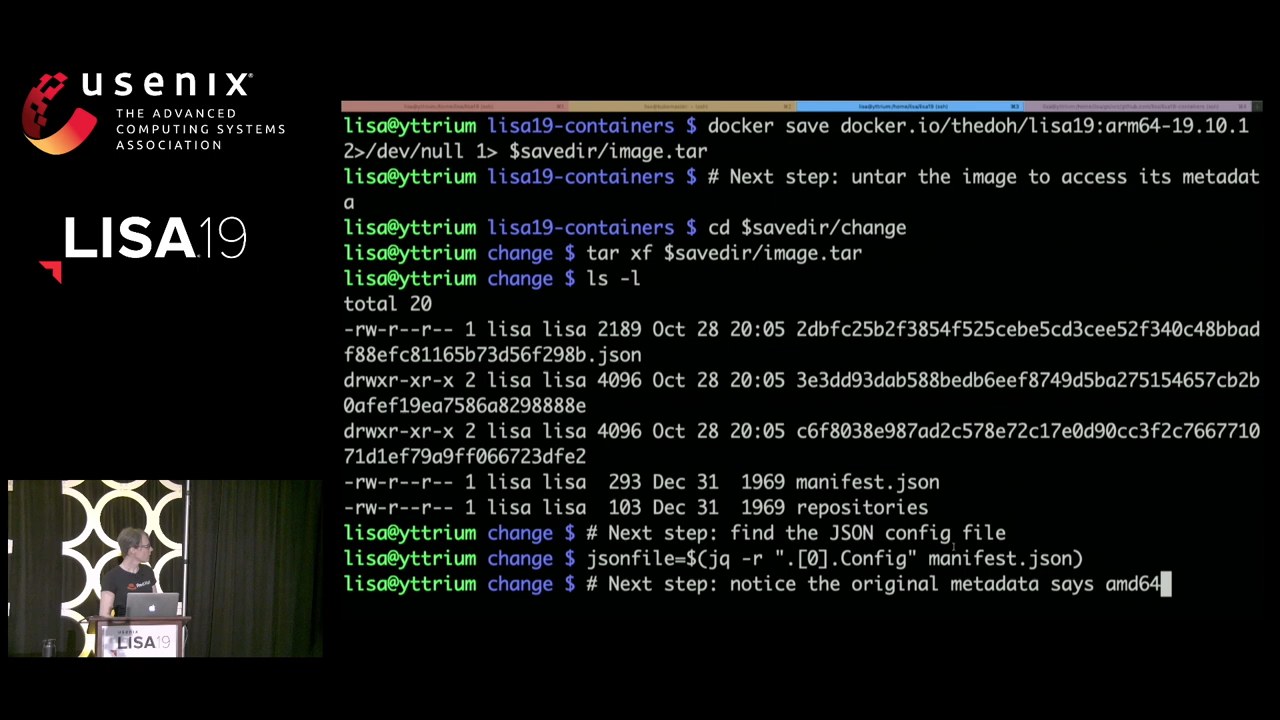 usenix
THE ADVANCED
COMPUTING SYSTEMS
ASSOCIATION
LISA19
lisa@yttrium lisa19-containers $ docker save docker.io/thedoh/lisa19:arm64-19.10.1
2>/dev/null 1> $savedir/image.tar
lisa@yttrium lisa19-containers $ # Next step: untar the image to access its metadat
a
lisa@yttrium lisa19-containers $ cd $savedir/change
lisa@yttrium change $ tar xf $savedir/image.tar
lisa@yttrium change $ ls -l
total 20
-rw-r--r-- 1 lisa lisa 2189 Oct 28 20:05 2dbfc25b2f3854f525cebe5cd3cee52f340c48bbad
f88efc81165b73d56f298b.json
drwxr-xr-x 2 lisa lisa 4096 Oct 28 20:05 3e3dd93dab588bedb6eef8749d5ba275154657cb2b
0afef19ea7586a8298888e
drwxr-xr-x 2 lisa lisa 4096 Oct 28 20:05 c6f8038e987ad2c578e72c17e0d90cc3f2c7667710
71d1ef79a9ff066723dfe2
-rw-r--r-- 1 lisa lisa 293 Dec 31 1969 manifest.json
-rw-r--r-- 1 lisa lisa 103 Dec 31 1969 repositories
lisa@yttrium change $ # Next step: find the JSON config file
lisa@yttrium change $ jsonfile=$(jq -r ".[0].Config" manifest.json)
lisa@yttrium change $ # Next step: notice the original metadata says amd64
usenix
LISA19